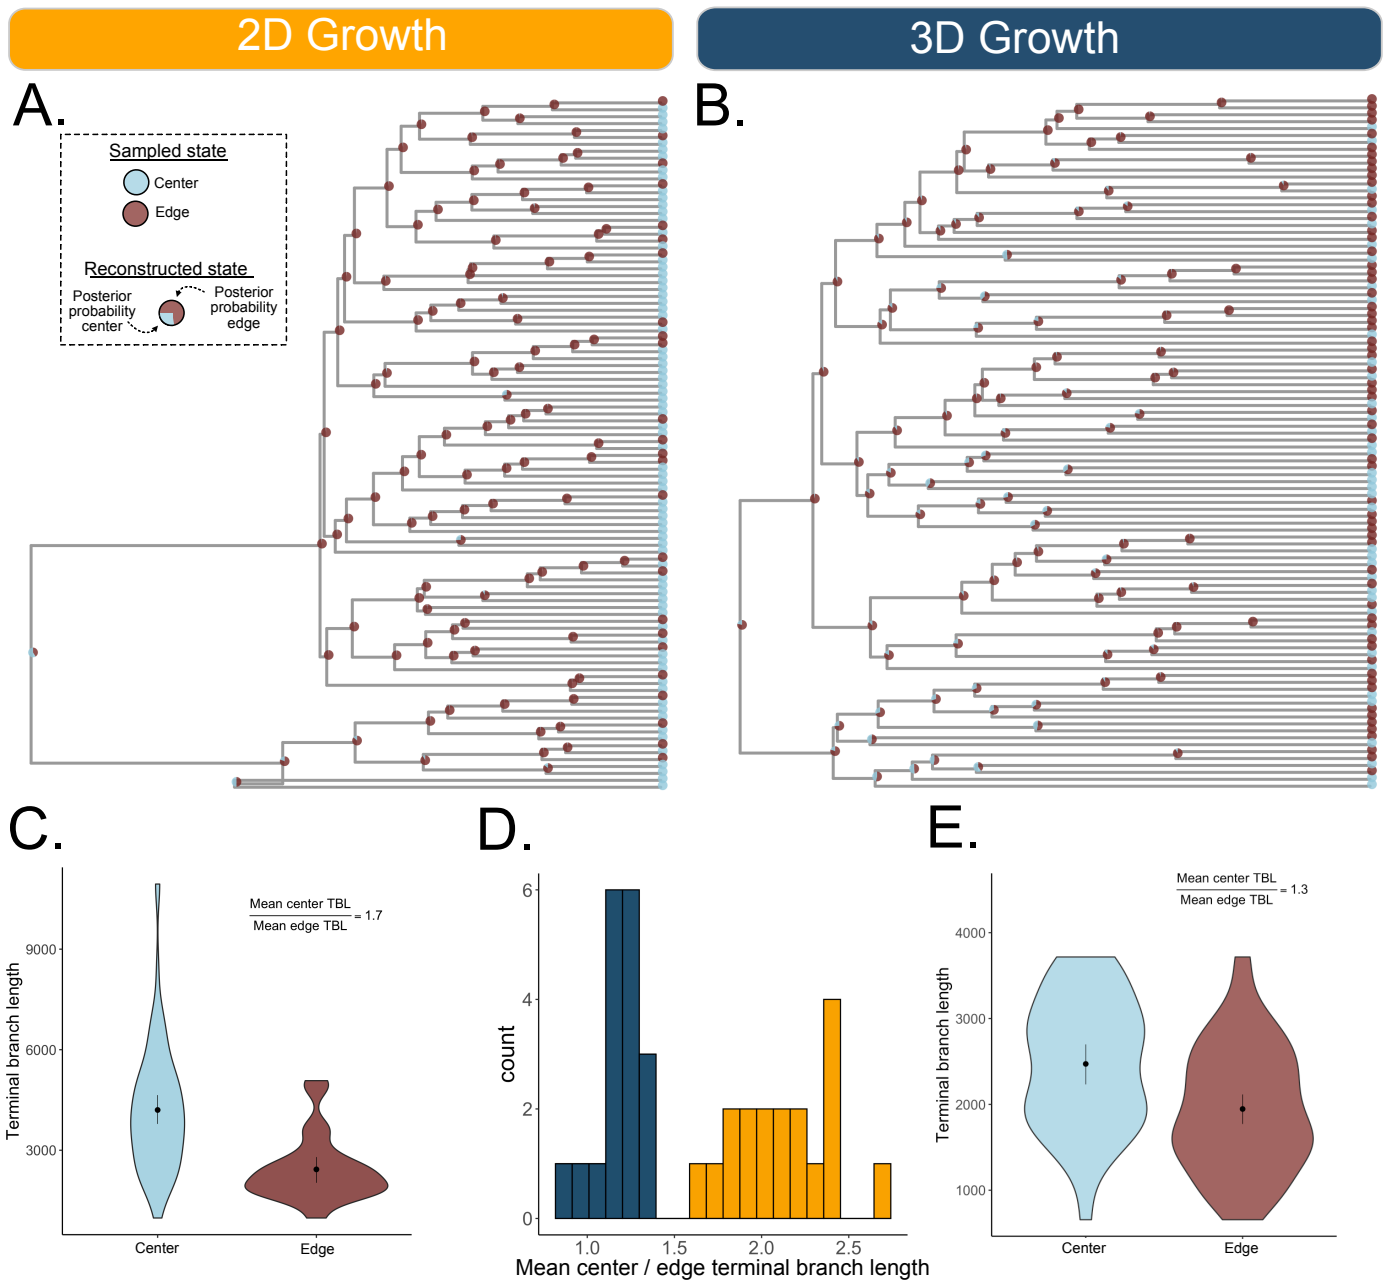 2D Growth
3D Growth
A.
B.
Sampled state
Center
Edge
Reconstructed state
Posterior
probability
center
Posterior
probability
edge
C.
D.
E.
Terminal branch length
9000
6000
3000
Mean center TBL
Mean edge TBL
= 1.7
Center
Edge
count
6
4
2
0
1.0
1.5
2.0
2.5
Mean center / edge terminal branch length
Terminal branch length
4000
3000
2000
1000
Mean center TBL
Mean edge TBL
= 1.3
Center
Edge